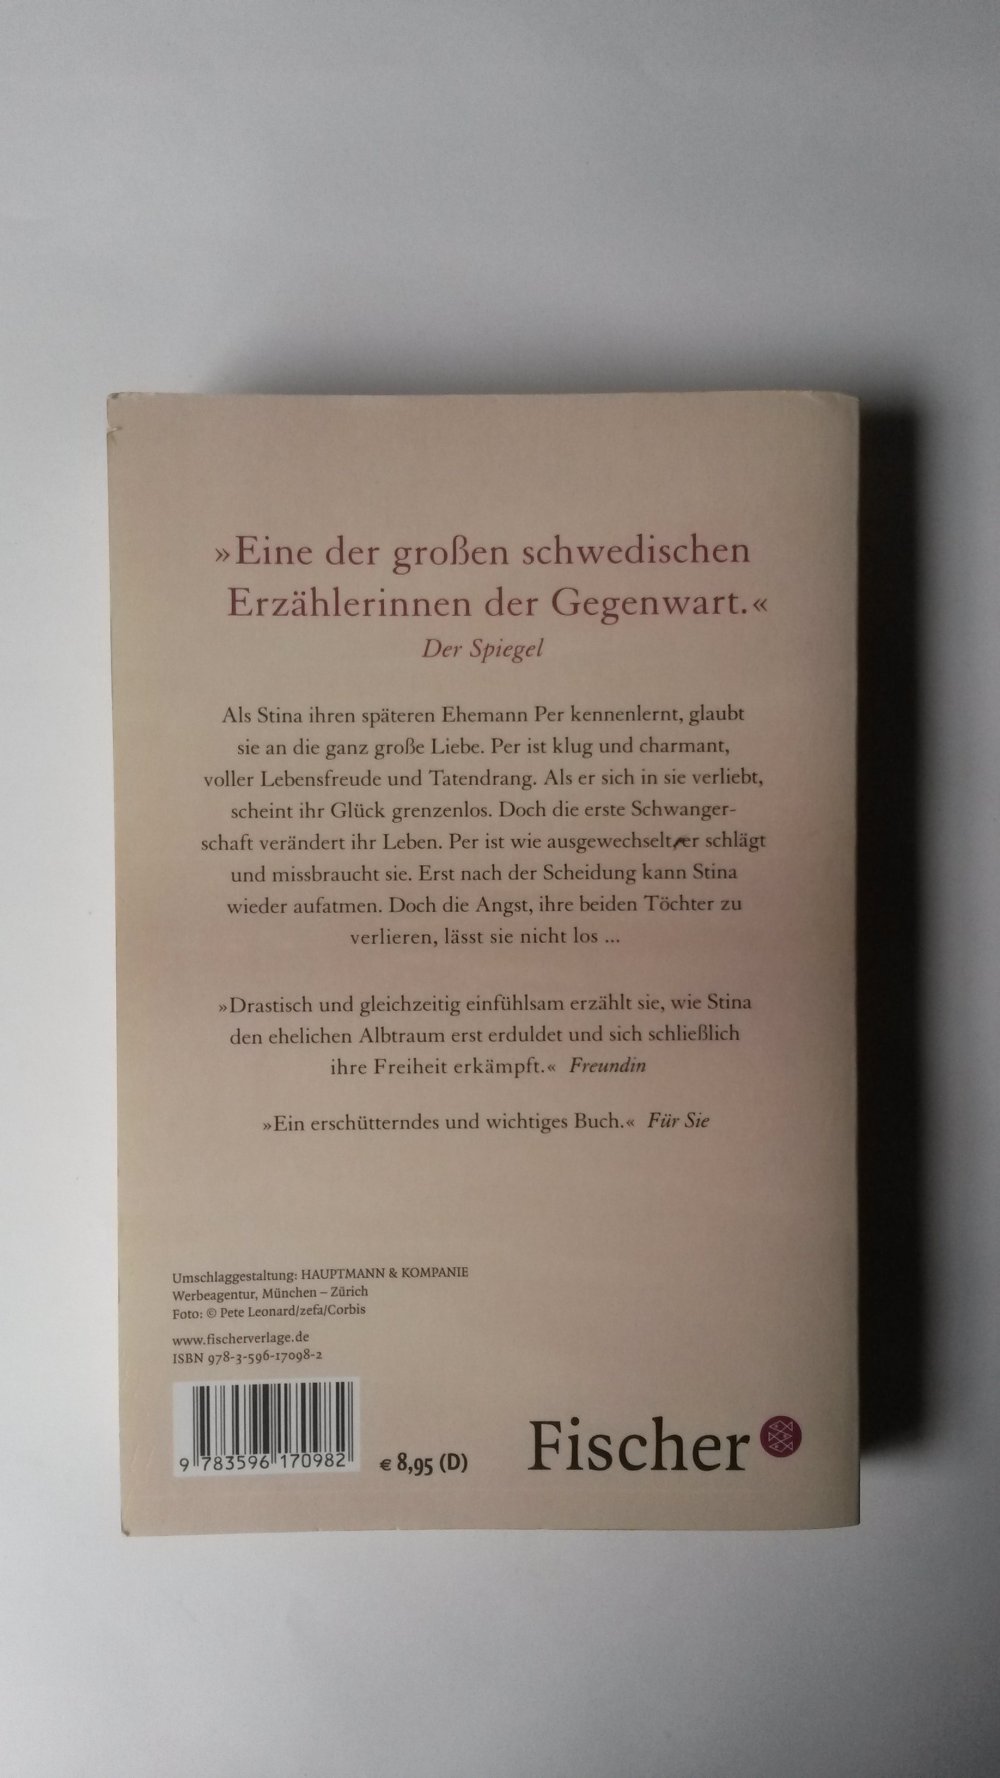 »Eine der großen schwedischen
Erzählerinnen der Gegenwart.«
Der Spiegel
Als Stina ihren späteren Ehemann Per kennenlernt, glaubt
sie an die ganz große Liebe. Per ist klug und charmant,
voller Lebensfreude und Tatendrang. Als er sich in sie verliebt,
scheint ihr Glück grenzenlos. Doch die erste Schwanger-
schaft verändert ihr Leben. Per ist wie ausgewechselt, er schlägt
und missbraucht sie. Erst nach der Scheidung kann Stina
wieder aufatmen. Doch die Angst, ihre beiden Töchter zu
verlieren, lässt sie nicht los ...
»Drastisch und gleichzeitig einfühlsam erzählt sie, wie Stina
den ehelichen Albtraum erst erduldet und sich schließlich
ihre Freiheit erkämpft.« Freundin
»Ein erschütterndes und wichtiges Buch.« Für Sie
Umschlaggestaltung: HAUPTMANN & KOMPANIE
Werbeagentur, München – Zürich
Foto: © Pete Leonard/zefa/Corbis
www.fischerverlage.de
ISBN 978-3-596-17098-2
9 783596 170982
€ 8,95 (D)
Fischer